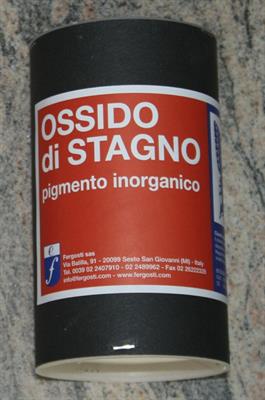 OSSIDO
di STAGNO
pigmento inorganico
Fergosti sas
Via Balilla, 91 - 20099 Sesto San Giovanni (MI) - Italy
Tel. 0039 02 2407910 - 02 2489962 - Fax 02 26222329
info@fergosti.com - www.fergosti.com